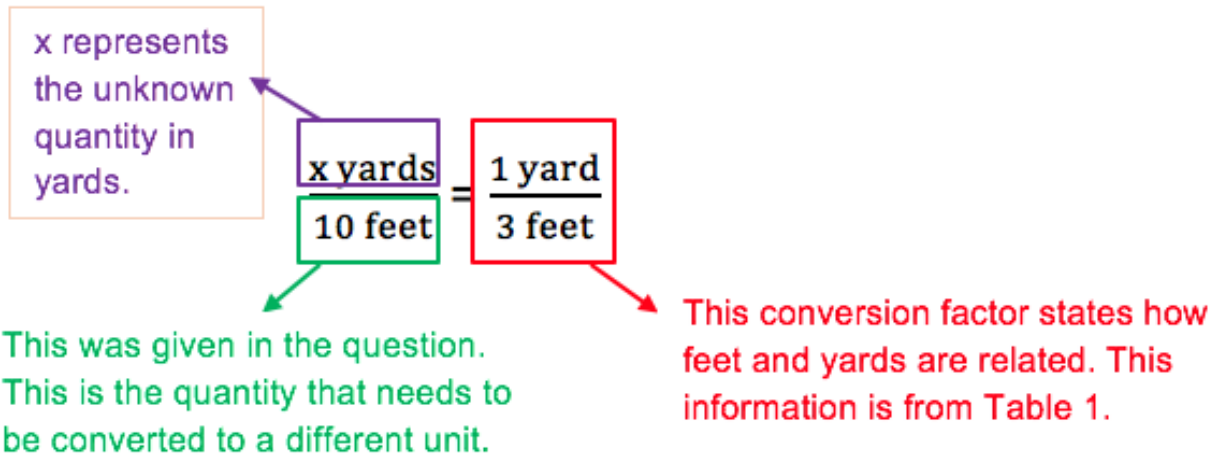 x represents
the unknown
quantity in
yards.
x yards / 10 feet = 1 yard / 3 feet
This was given in the question.
This is the quantity that needs to
be converted to a different unit.
This conversion factor states how
feet and yards are related. This
information is from Table 1.